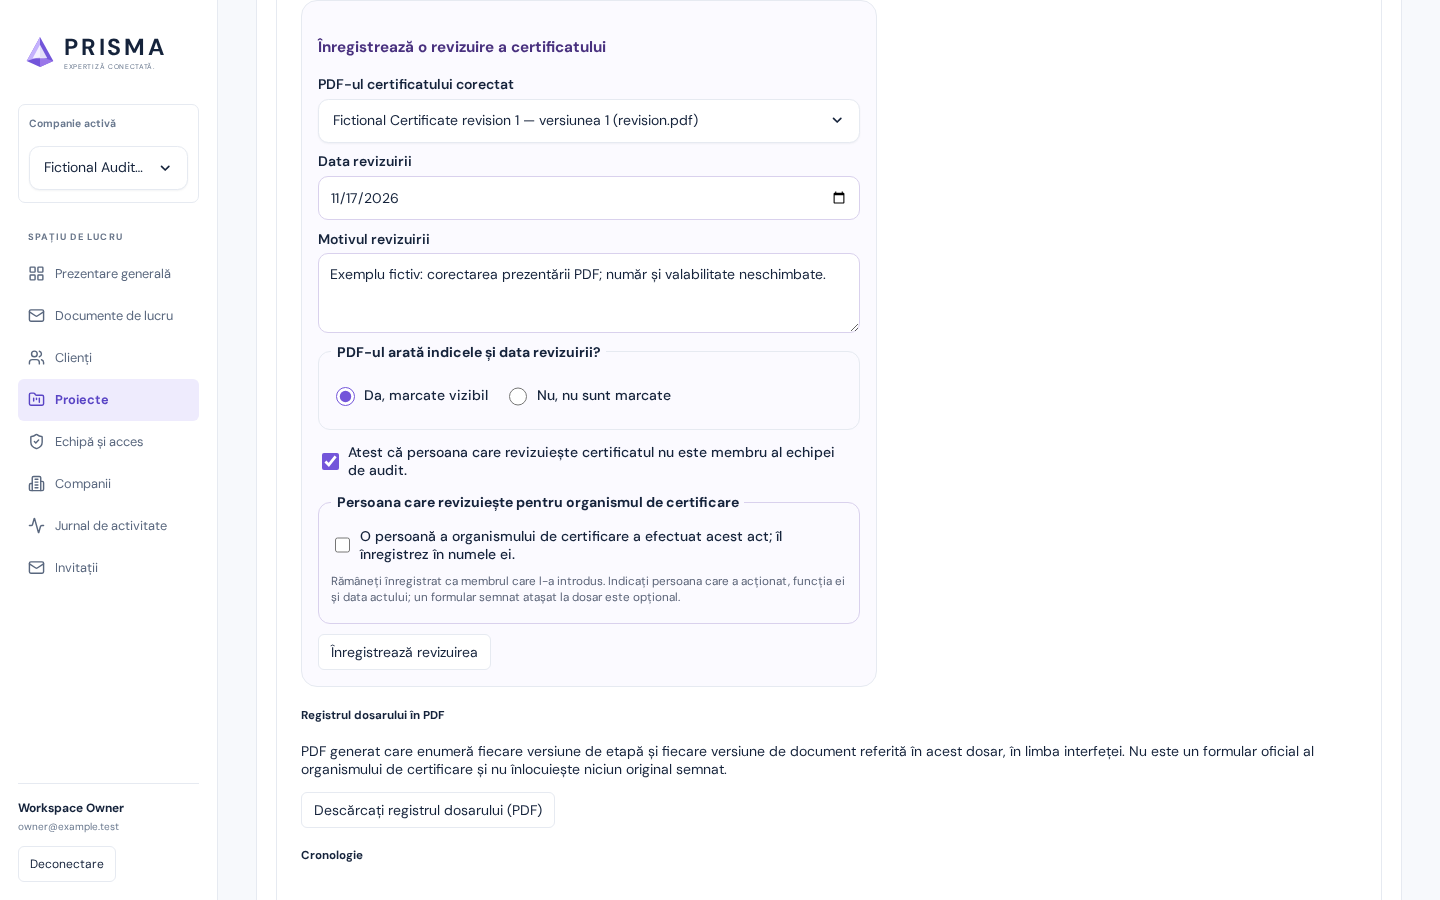 PRISMA
EXPERTIZĂ CONECTATĂ.
Companie activă
Fictional Audit...
SPAȚIU DE LUCRU
Prezentare generală
Documente de lucru
Clienți
Proiecte
Echipă și acces
Companii
Jurnal de activitate
Invitații
Workspace Owner
owner@example.test
Deconectare
Înregistrează o revizuire a certificatului
PDF-ul certificatului corectat
Fictional Certificate revision 1 — versiunea 1 (revision.pdf)
Data revizuirii
11/17/2026
Motivul revizuirii
Exemplu fictiv: corectarea prezentării PDF; număr și valabilitate neschimbate.
PDF-ul arată indicele și data revizuirii?
Da, marcate vizibil
Nu, nu sunt marcate
Atest că persoana care revizuiește certificatul nu este membru al echipei
de audit.
Persoana care revizuiește pentru organismul de certificare
O persoană a organismului de certificare a efectuat acest act; îl
înregistrez în numele ei.
Rămâneți înregistrat ca membrul care l-a introdus. Indicați persoana care a acționat, funcția ei
și data actului; un formular semnat atașat la dosar este opțional.
Înregistrează revizuirea
Registrul dosarului în PDF
PDF generat care enumeră fiecare versiune de etapă și fiecare versiune de document referită în acest dosar, în limba interfeței. Nu este un formular oficial al
organismului de certificare și nu înlocuiește niciun original semnat.
Descărcați registrul dosarului (PDF)
Cronologie